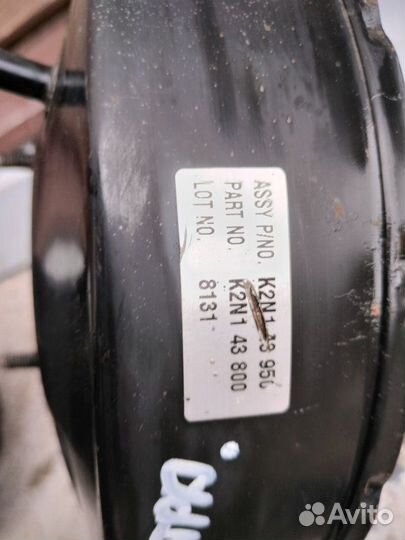 ASSY P/NO. K2N1 43 950
PART NO. K2N1 43 800
LOT NO. 8131
Avito